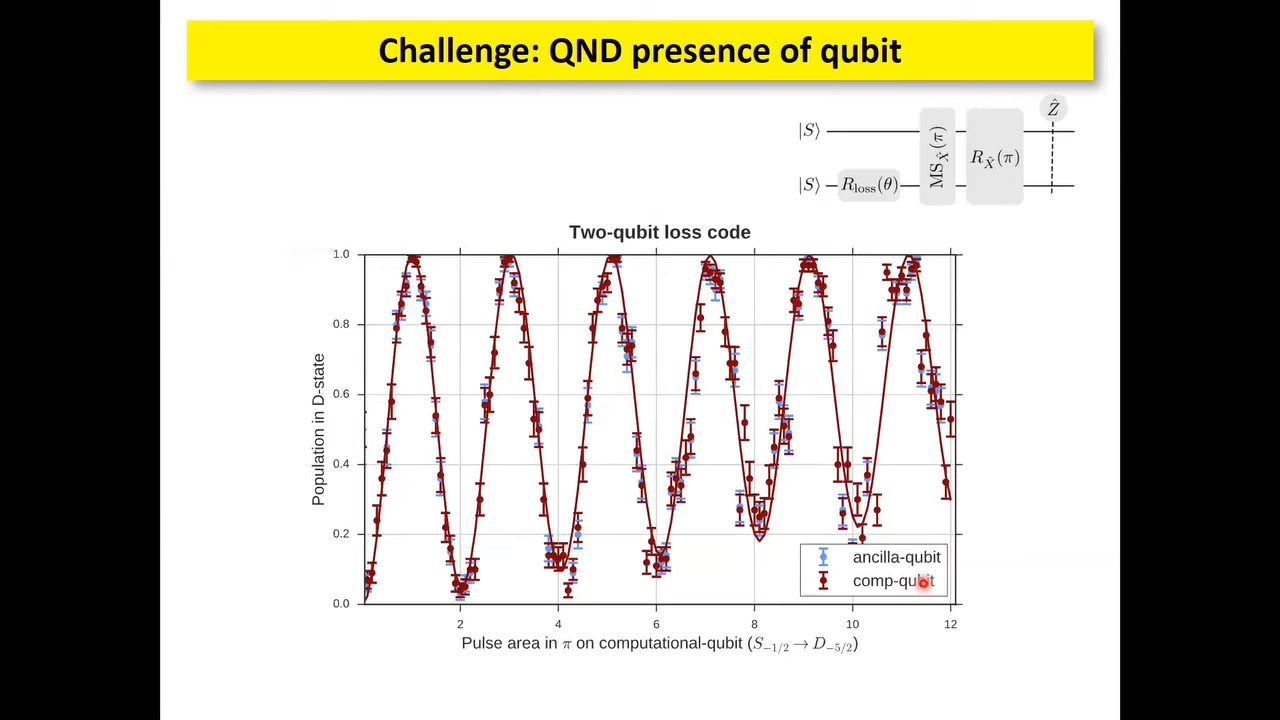 Challenge: QND presence of qubit
Ẑ
|S⟩
MS_X̂(π)
R_X̂(π)
|S⟩ R_loss(θ)
Two-qubit loss code
Population in D-state
1.0
0.8
0.6
0.4
0.2
0.0
2 4 6 8 10 12
ancilla-qubit
comp-qubit
Pulse area in π on computational-qubit (S_{−1/2} → D_{−5/2})